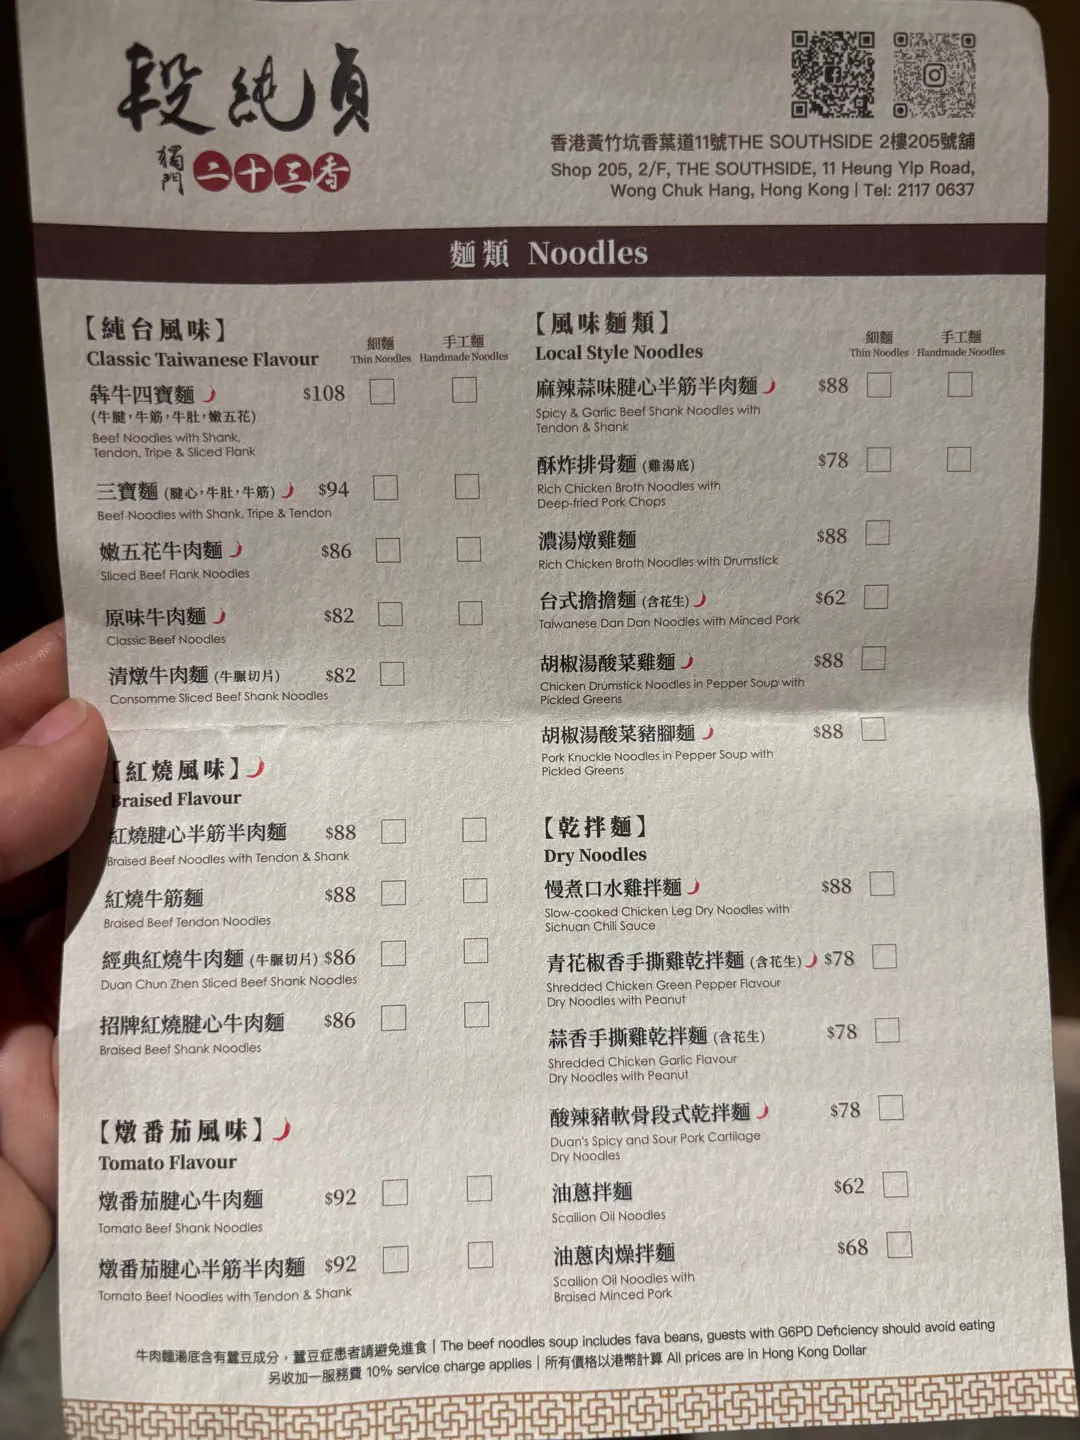 段純貞
獨門 二十三香
香港黃竹坑香葉道11號THE SOUTHSIDE 2樓205號舖
Shop 205, 2/F, THE SOUTHSIDE, 11 Heung Yip Road,
Wong Chuk Hang, Hong Kong | Tel: 2117 0637
麵類 Noodles
【純台風味】
Classic Taiwanese Flavour
細麵 手工麵
Thin Noodles Handmade Noodles
犇牛四寶麵 $108
(牛腱，牛筋，牛肚，嫩五花)
Beef Noodles with Shank,
Tendon, Tripe & Sliced Flank
三寶麵 (腱心，牛肚，牛筋) $94
Beef Noodles with Shank, Tripe & Tendon
嫩五花牛肉麵 $86
Sliced Beef Flank Noodles
原味牛肉麵 $82
Classic Beef Noodles
清燉牛肉麵 (牛腱切片) $82
Consomme Sliced Beef Shank Noodles
【紅燒風味】
Braised Flavour
紅燒腱心半筋半肉麵 $88
Braised Beef Noodles with Tendon & Shank
紅燒牛筋麵 $88
Braised Beef Tendon Noodles
經典紅燒牛肉麵 (牛腱切片) $86
Duan Chun Zhen Sliced Beef Shank Noodles
招牌紅燒腱心牛肉麵 $86
Braised Beef Shank Noodles
【燉番茄風味】
Tomato Flavour
燉番茄腱心牛肉麵 $92
Tomato Beef Shank Noodles
燉番茄腱心半筋半肉麵 $92
Tomato Beef Noodles with Tendon & Shank
【風味麵類】
Local Style Noodles
細麵 手工麵
Thin Noodles Handmade Noodles
麻辣蒜味腱心半筋半肉麵 $88
Spicy & Garlic Beef Shank Noodles with
Tendon & Shank
酥炸排骨麵 (雞湯底) $78
Rich Chicken Broth Noodles with
Deep-fried Pork Chops
濃湯燉雞麵 $88
Rich Chicken Broth Noodles with Drumstick
台式擔擔麵 (含花生) $62
Taiwanese Dan Dan Noodles with Minced Pork
胡椒湯酸菜雞麵 $88
Chicken Drumstick Noodles in Pepper Soup with
Pickled Greens
胡椒湯酸菜豬腳麵 $88
Pork Knuckle Noodles in Pepper Soup with
Pickled Greens
【乾拌麵】
Dry Noodles
慢煮口水雞拌麵 $88
Slow-cooked Chicken Leg Dry Noodles with
Sichuan Chili Sauce
青花椒香手撕雞乾拌麵 (含花生) $78
Shredded Chicken Green Pepper Flavour
Dry Noodles with Peanut
蒜香手撕雞乾拌麵 (含花生) $78
Shredded Chicken Garlic Flavour
Dry Noodles with Peanut
酸辣豬軟骨段式乾拌麵 $78
Duan's Spicy and Sour Pork Cartilage
Dry Noodles
油蔥拌麵 $62
Scallion Oil Noodles
油蔥肉燥拌麵 $68
Scallion Oil Noodles with
Braised Minced Pork
牛肉麵湯底含有蠶豆成分，蠶豆症患者請避免進食 | The beef noodles soup includes fava beans, guests with G6PD Deficiency should avoid eating
另收加一服務費 10% service charge applies | 所有價格以港幣計算 All prices are in Hong Kong Dollar